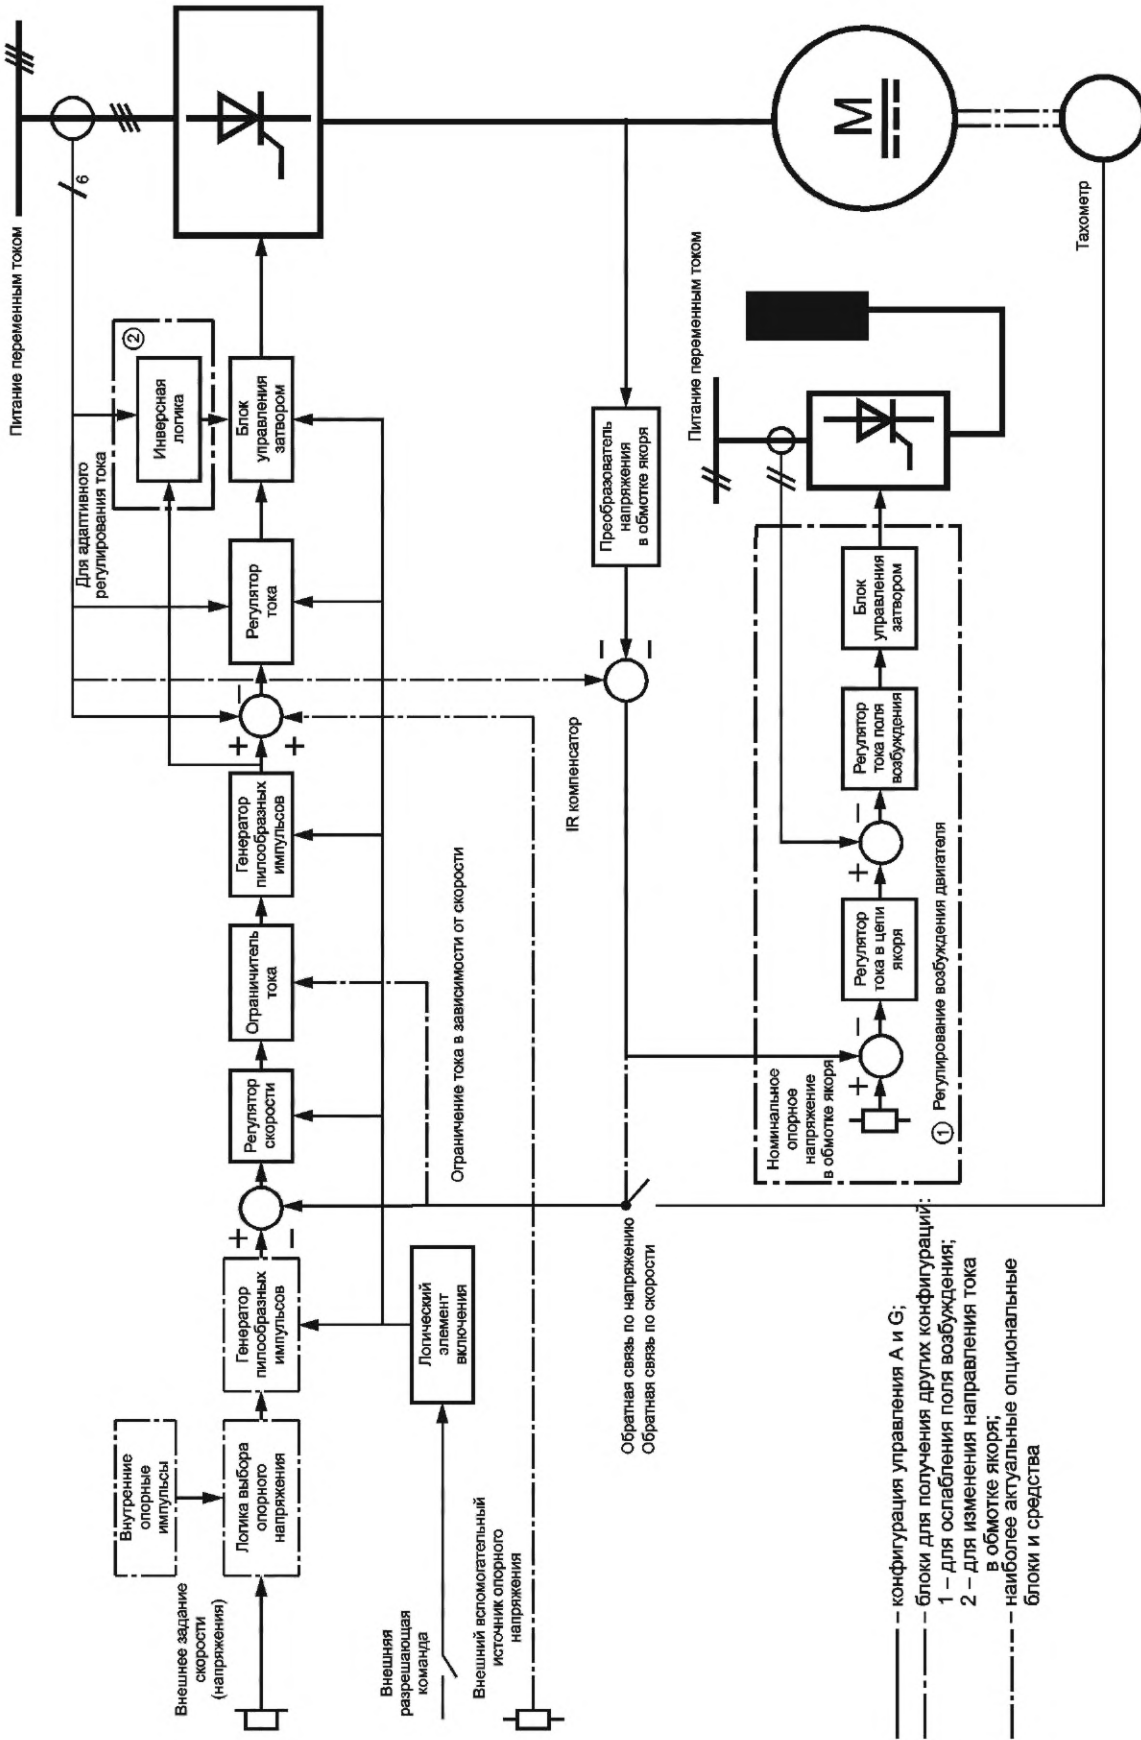 Питание переменным током
6
2
Инверсная
логика
Блок
управления
затвором
Для адаптивного
регулирования тока
Регулятор
тока
−
+
+
Генератор
пилообразных
импульсов
Ограничитель
тока
Регулятор
скорости
+
−
Генератор
пилообразных
импульсов
Внутренние
опорные
импульсы
Логика выбора
опорного
напряжения
Внешнее задание
скорости
(напряжения)
Логический
элемент
включения
Внешняя
разрешающая
команда
Внешний вспомогательный
источник опорного
напряжения
Ограничение тока в зависимости от скорости
IR компенсатор
Преобразователь
напряжения
в обмотке якоря
−
−
Обратная связь по напряжению
Обратная связь по скорости
M
Тахометр
Питание переменным током
Блок
управления
затвором
Регулятор
тока поля
возбуждения
−
+
Регулятор
тока в цепи
якоря
−
+
Номинальное
опорное
напряжение
в обмотке якоря
1 Регулирование возбуждения двигателя
– конфигурация управления А и G;
– блоки для получения других конфигураций:
1 – для ослабления поля возбуждения;
2 – для изменения направления тока
в обмотке якоря;
– наиболее актуальные опциональные
блоки и средства